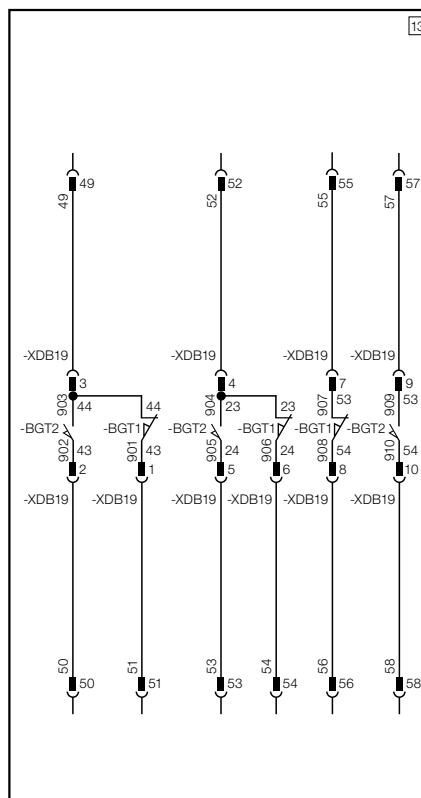 13
49 52 55 57
49 52 55 57
-XDB19 -XDB19 -XDB19 -XDB19
3 4 7 9
903 44 44 904 23 23 907 53 909 53
-BGT2 -BGT1 -BGT2 -BGT1 -BGT1 -BGT2
902 43 901 43 905 24 906 24 908 54 910 54
2 1 5 6 8 10
-XDB19 -XDB19 -XDB19 -XDB19 -XDB19 -XDB19
50 51 53 54 56 58
50 51 53 54 56 58